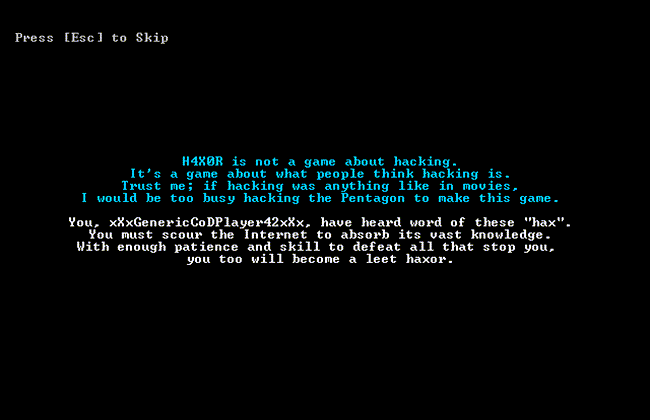 Press [Esc] to Skip
H4X0R is not a game about hacking.
It's a game about what people think hacking is.
Trust me; if hacking was anything like in movies,
I would be too busy hacking the Pentagon to make this game.
You, xXxGenericCoDPlayer42xXx, have heard word of these "hax".
You must scour the Internet to absorb its vast knowledge.
With enough patience and skill to defeat all that stop you,
you too will become a leet haxor.